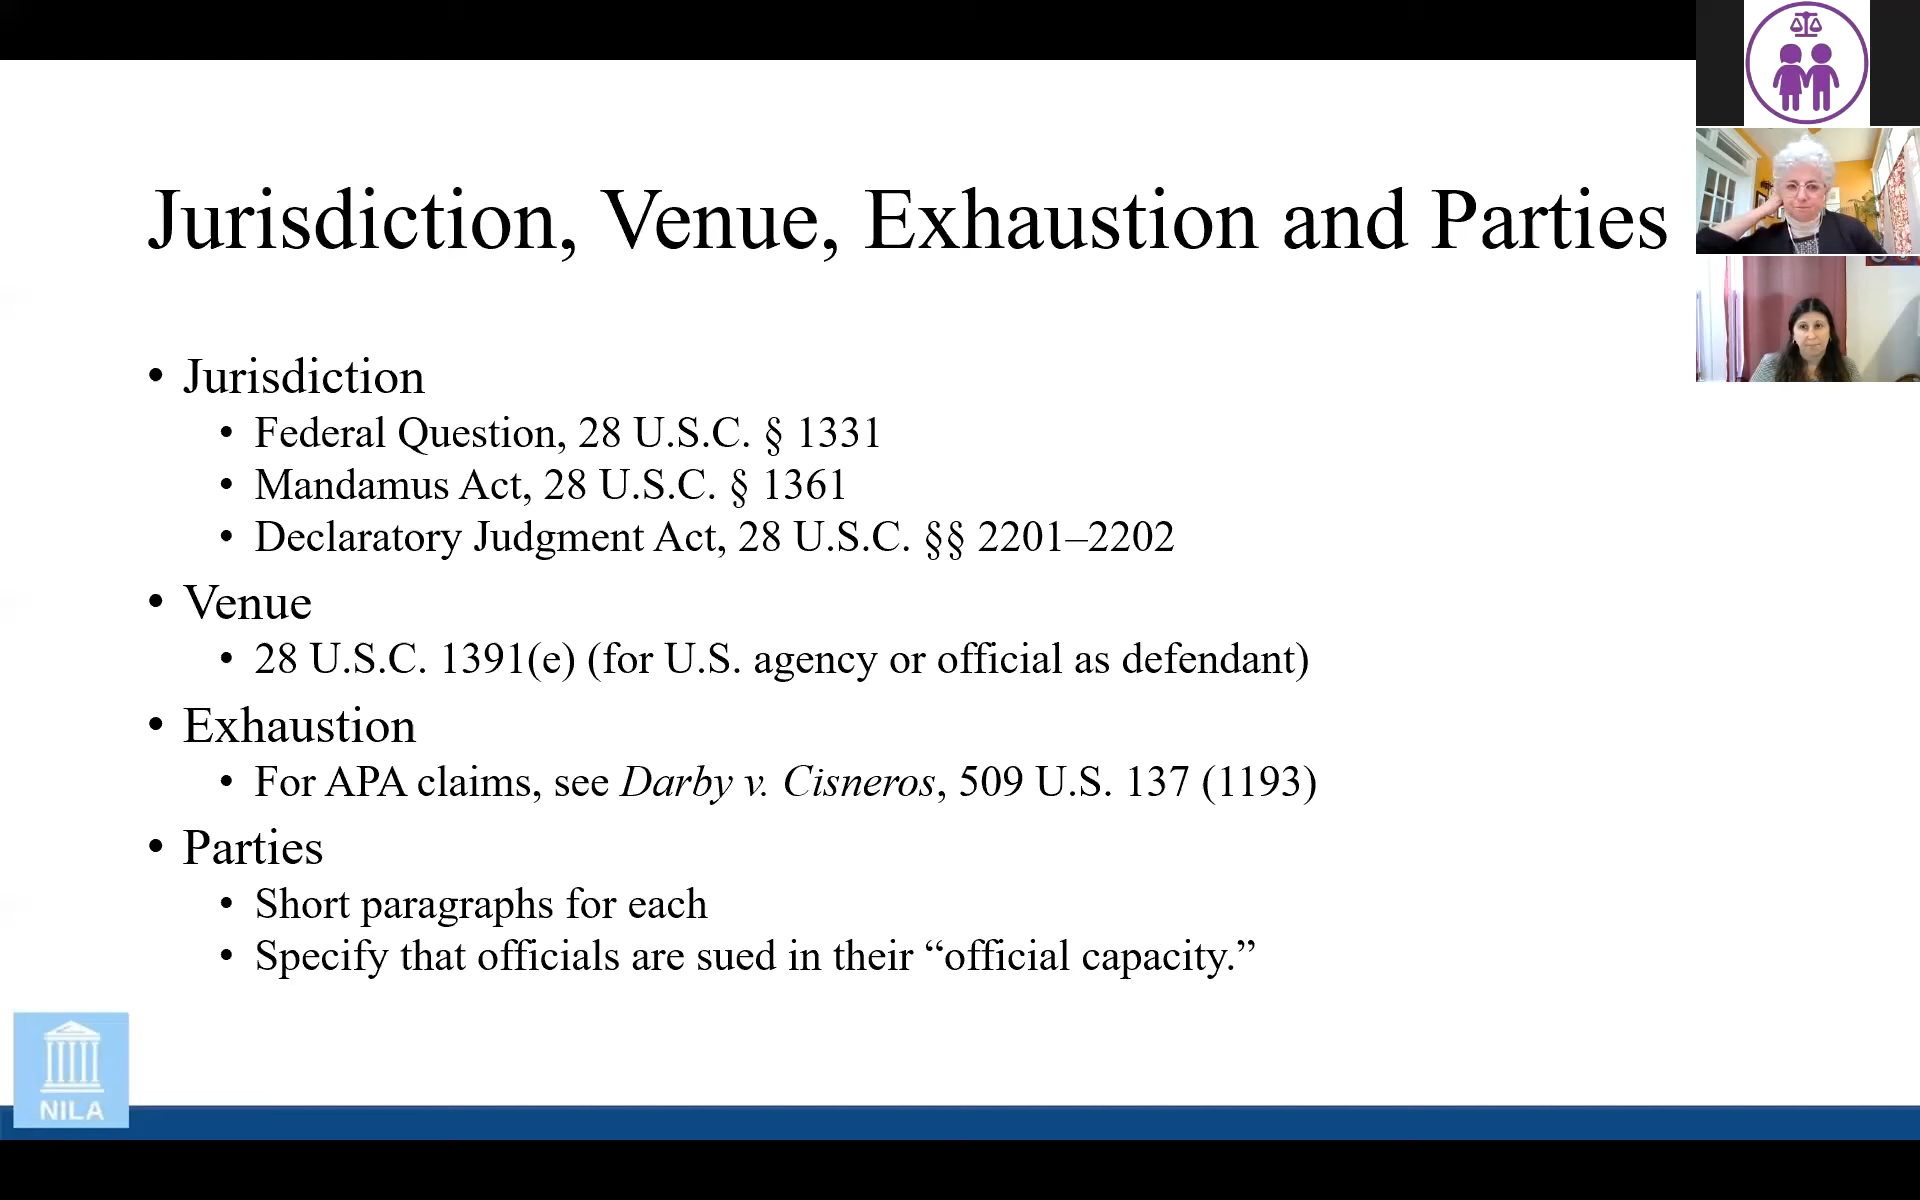 Jurisdiction, Venue, Exhaustion and Parties
• Jurisdiction
• Federal Question, 28 U.S.C. § 1331
• Mandamus Act, 28 U.S.C. § 1361
• Declaratory Judgment Act, 28 U.S.C. §§ 2201–2202
• Venue
• 28 U.S.C. 1391(e) (for U.S. agency or official as defendant)
• Exhaustion
• For APA claims, see Darby v. Cisneros, 509 U.S. 137 (1193)
• Parties
• Short paragraphs for each
• Specify that officials are sued in their “official capacity.”
NILA